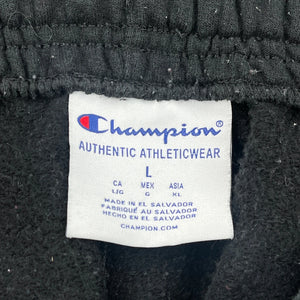 Champion
AUTHENTIC ATHLETICWEAR
L
CA MEX ASIA
L/G G XL
MADE IN EL SALVADOR
FABRIQUÉ AU SALVADOR
HECHO EN EL SALVADOR
CHAMPION.COM